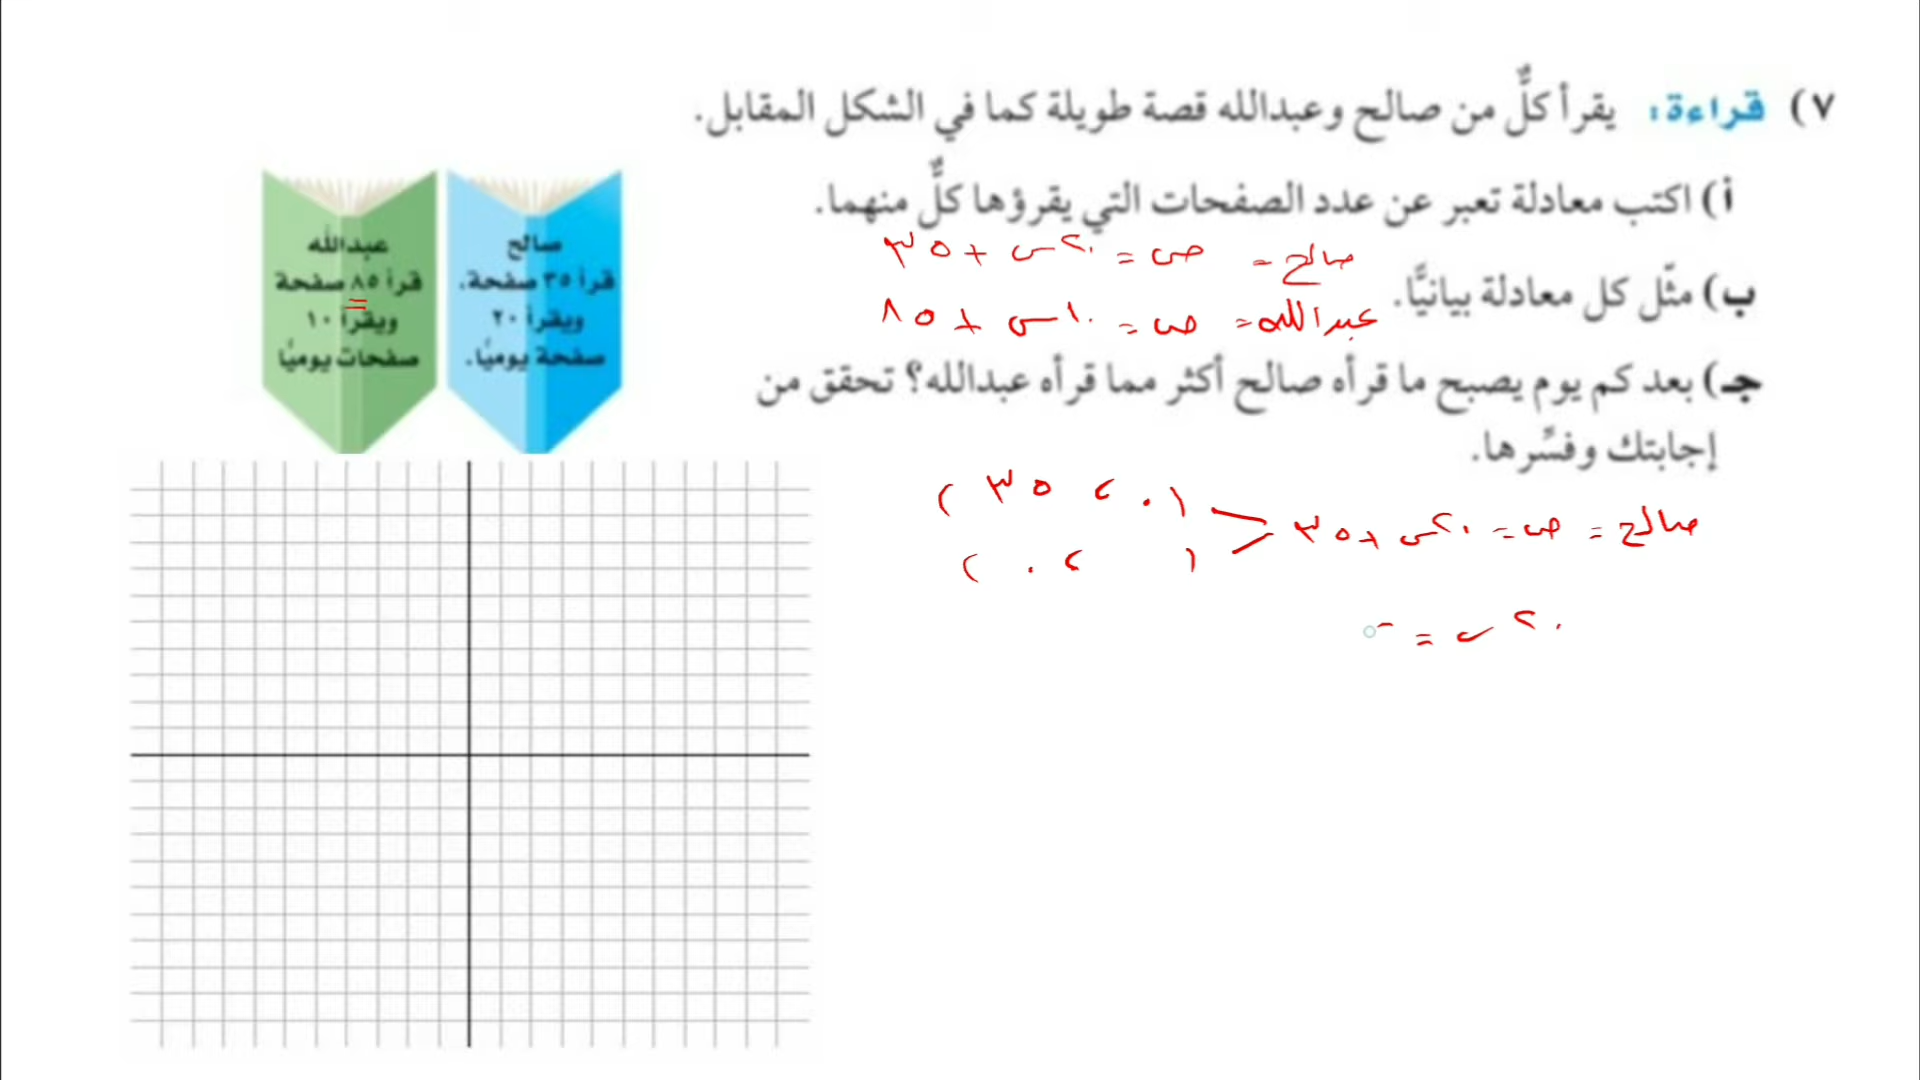 ٧) قراءة: يقرأ كلٌّ من صالح وعبدالله قصة طويلة كما في الشكل المقابل.
أ) اكتب معادلة تعبر عن عدد الصفحات التي يقرؤها كلٌّ منهما.
صالح = ص = ٢٠س + ٣٥
ب) مثّل كل معادلة بيانيًّا.
عبدالله = ص = ١٠س + ٨٥
جـ) بعد كم يوم يصبح ما قرأه صالح أكثر مما قرأه عبدالله؟ تحقق من
إجابتك وفسِّرها.
صالح
قرأ ٣٥ صفحة.
ويقرأ ٢٠
صفحة يوميًّا.
عبدالله
قرأ ٨٥ صفحة
ويقرأ ١٠
صفحات يوميًّا
صالح = ص = ٢٠س + ٣٥
(٠ ، ٣٥)
( ، ٠)
٢٠س = -